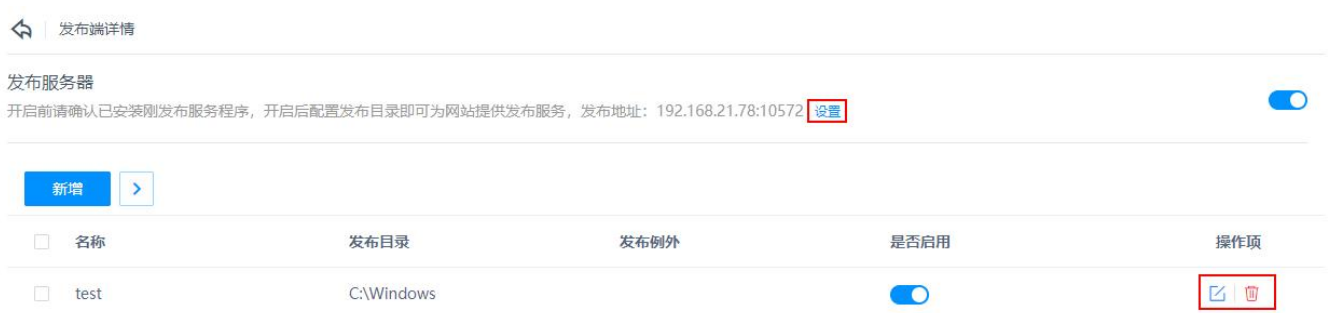 发布端详情
发布服务器
开启前请确认已安装刚发布服务程序，开启后配置发布目录即可为网站提供发布服务，发布地址：192.168.21.78:10572 设置
新增
名称 发布目录 发布例外 是否启用 操作项
test C:\Windows